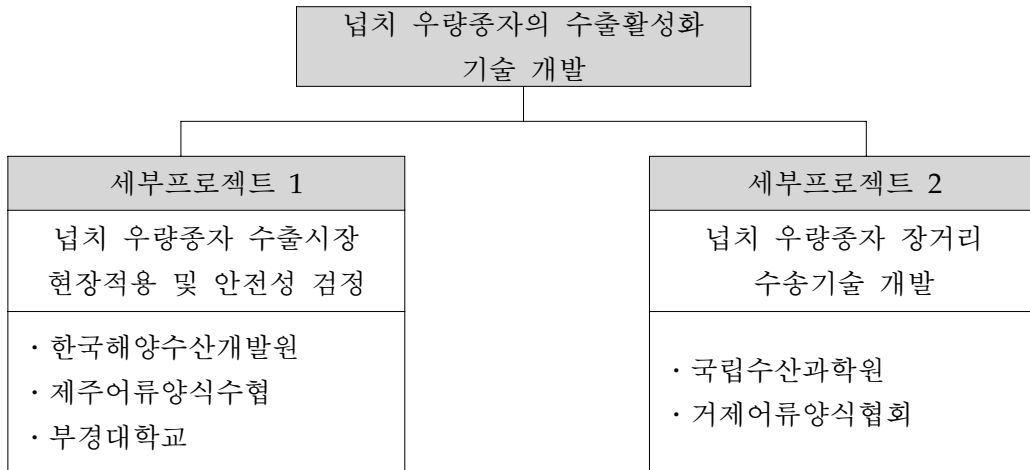 넙치 우량종자의 수출활성화
기술 개발
세부프로젝트 1
넙치 우량종자 수출시장
현장적용 및 안전성 검정
· 한국해양수산개발원
· 제주어류양식수협
· 부경대학교
세부프로젝트 2
넙치 우량종자 장거리
수송기술 개발
· 국립수산과학원
· 거제어류양식협회